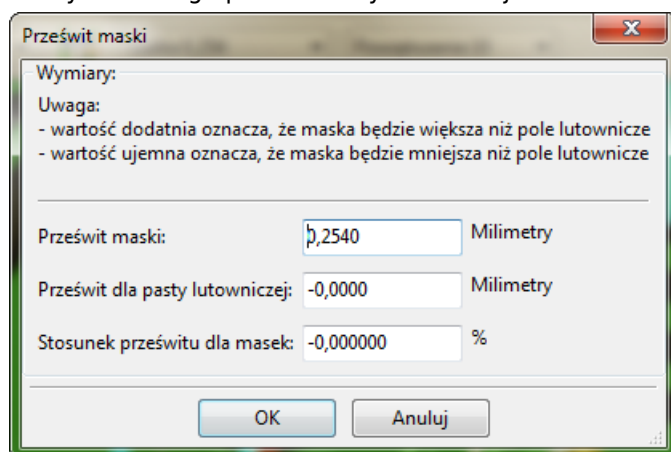 Prześwit maski
Wymiary:
Uwaga:
- wartość dodatnia oznacza, że maska będzie większa niż pole lutownicze
- wartość ujemna oznacza, że maska będzie mniejsza niż pole lutownicze
Prześwit maski: 0,2540 Milimetry
Prześwit dla pasty lutowniczej: -0,0000 Milimetry
Stosunek prześwitu dla masek: -0,000000 %
OK Anuluj